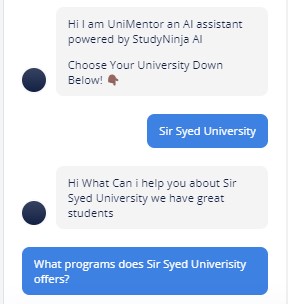 Hi I am UniMentor an AI assistant
powered by StudyNinja AI
Choose Your University Down
Below! 👇🏾
Sir Syed University
Hi What Can i help you about Sir
Syed University we have great
students
What programs does Sir Syed Univerisity
offers?